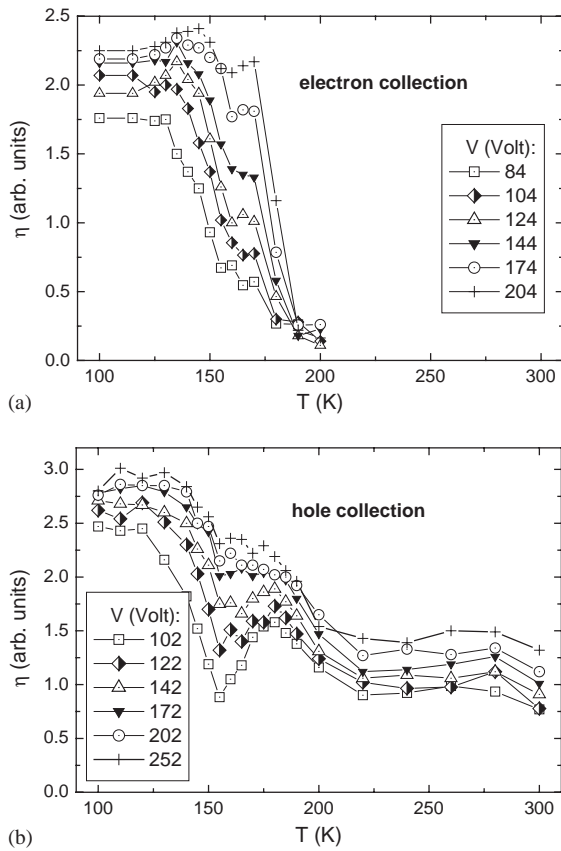 2.5
2.0
1.5
1.0
0.5
0.0
η (arb. units)
electron collection
V (Volt):
84
104
124
144
174
204
100 150 200 250 300
T (K)
(a)
3.0
2.5
2.0
1.5
1.0
0.5
0.0
η (arb. units)
hole collection
V (Volt):
102
122
142
172
202
252
100 150 200 250 300
T (K)
(b)